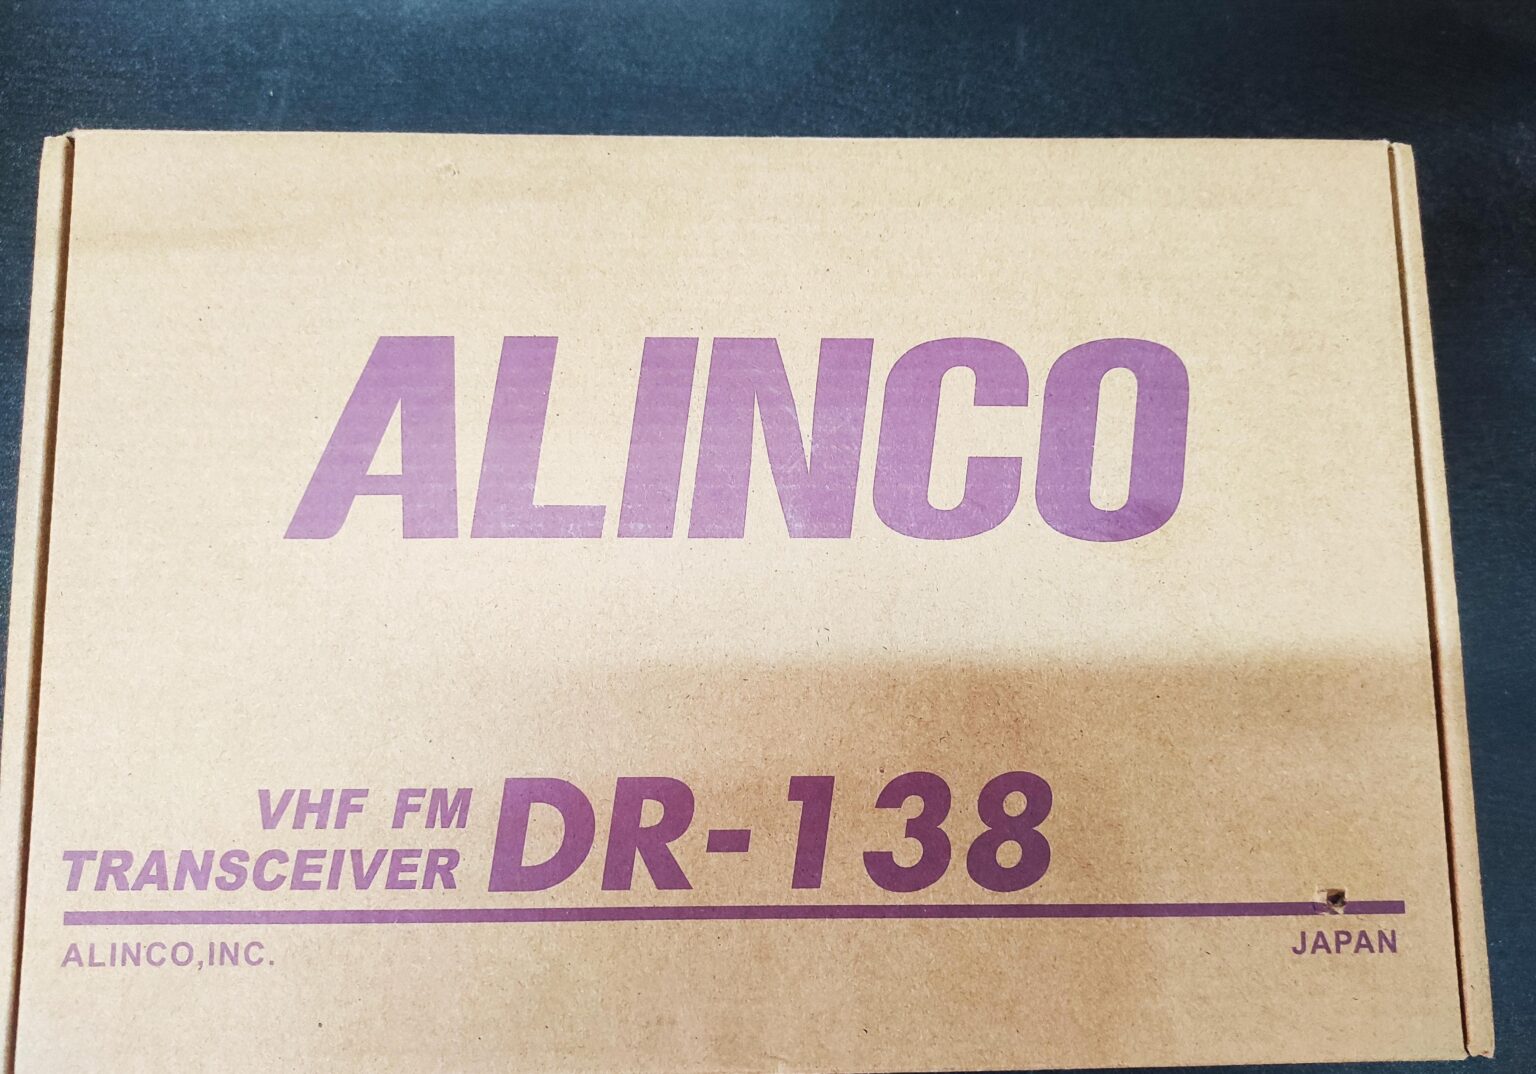 ALINCO
VHF FM
TRANSCEIVER DR-138
ALINCO,INC.
JAPAN